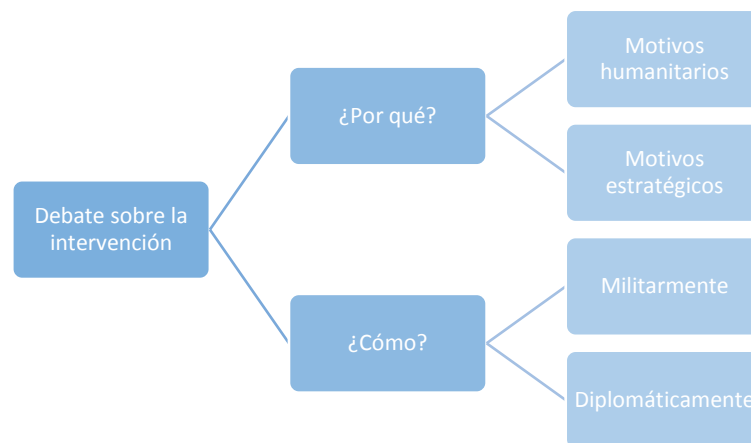 Debate sobre la
intervención
¿Por qué?
Motivos
humanitarios
Motivos
estratégicos
¿Cómo?
Militarmente
Diplomáticamente